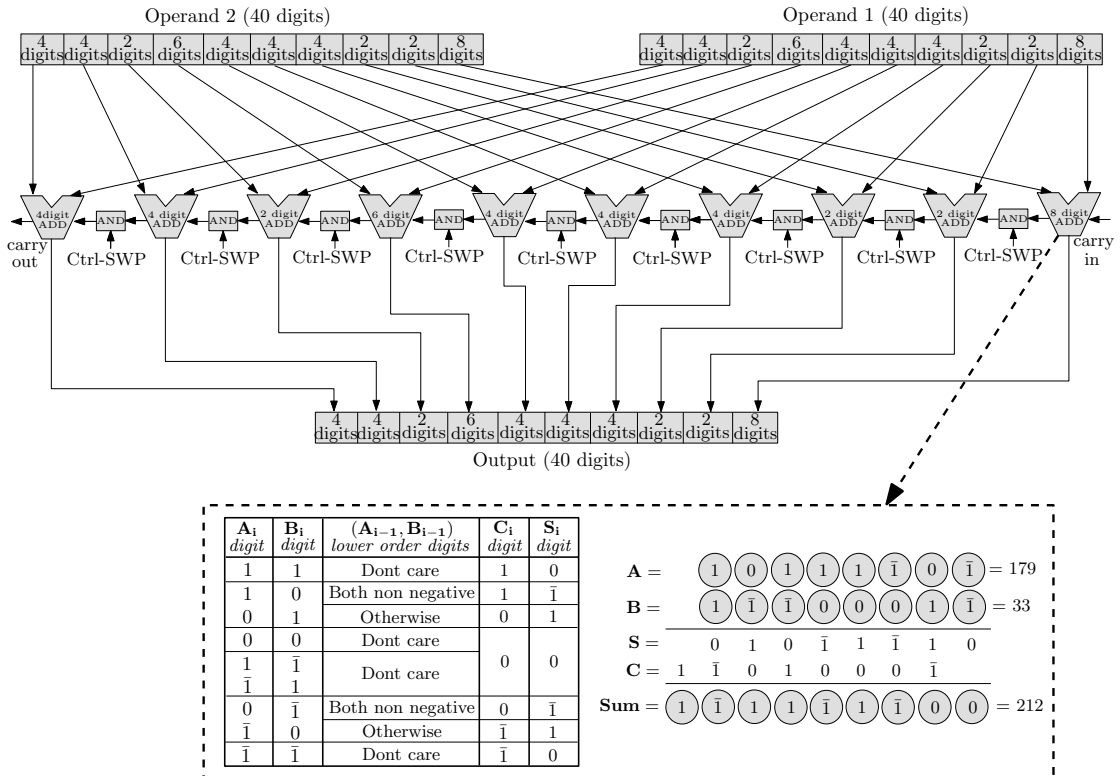 Operand 2 (40 digits)
Operand 1 (40 digits)
4 digits 4 digits 2 digits 6 digits 4 digits 4 digits 4 digits 2 digits 2 digits 8 digits
4 digits 4 digits 2 digits 6 digits 4 digits 4 digits 4 digits 2 digits 2 digits 8 digits
4digit ADD AND 4 digit ADD AND 2 digit ADD AND 6 digit ADD AND 4 digit ADD AND 4 digit ADD AND 4 digit ADD AND 2 digit ADD AND 2 digit ADD AND 8 digit ADD
carry out
Ctrl-SWP Ctrl-SWP Ctrl-SWP Ctrl-SWP Ctrl-SWP Ctrl-SWP Ctrl-SWP Ctrl-SWP Ctrl-SWP
carry in
4 digits 4 digits 2 digits 6 digits 4 digits 4 digits 4 digits 2 digits 2 digits 8 digits
Output (40 digits)
A_i digit B_i digit (A_{i-1}, B_{i-1}) lower order digits C_i digit S_i digit
1 1 Dont care 1 0
1 0 Both non negative 1 1̄
0 1 Otherwise 0 1
0 0 Dont care 0 0
1 1̄ Dont care
1̄ 1
0 1̄ Both non negative 0 1̄
1̄ 0 Otherwise 1̄ 1
1̄ 1̄ Dont care 1̄ 0
A = 1 0 1 1 1 1̄ 0 1̄ = 179
B = 1 1̄ 1̄ 0 0 0 1 1̄ = 33
S = 0 1 0 1̄ 1 1̄ 1 0
C = 1 1̄ 0 1 0 0 0 1̄
Sum = 1 1̄ 1 1 1̄ 1 1̄ 0 0 = 212